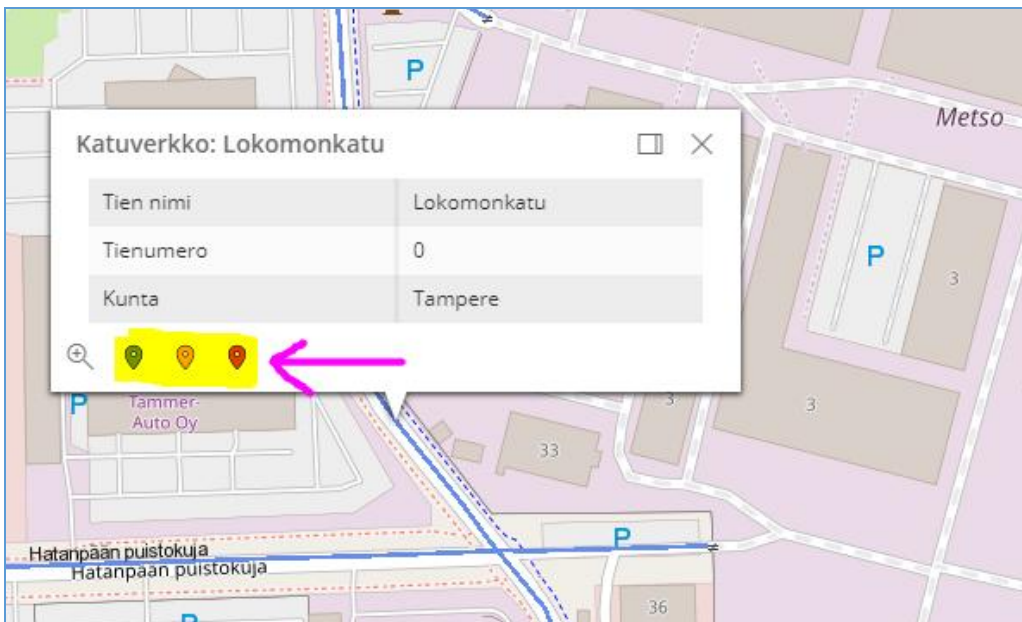 P
Metso
Katuverkko: Lokomonkatu
Tien nimi Lokomonkatu
Tienumero 0
Kunta Tampere
P
3
P
Tammer-
Auto Oy
3
3
33
P
Hatanpään puistokuja
Hatanpään puistokuja
36
P